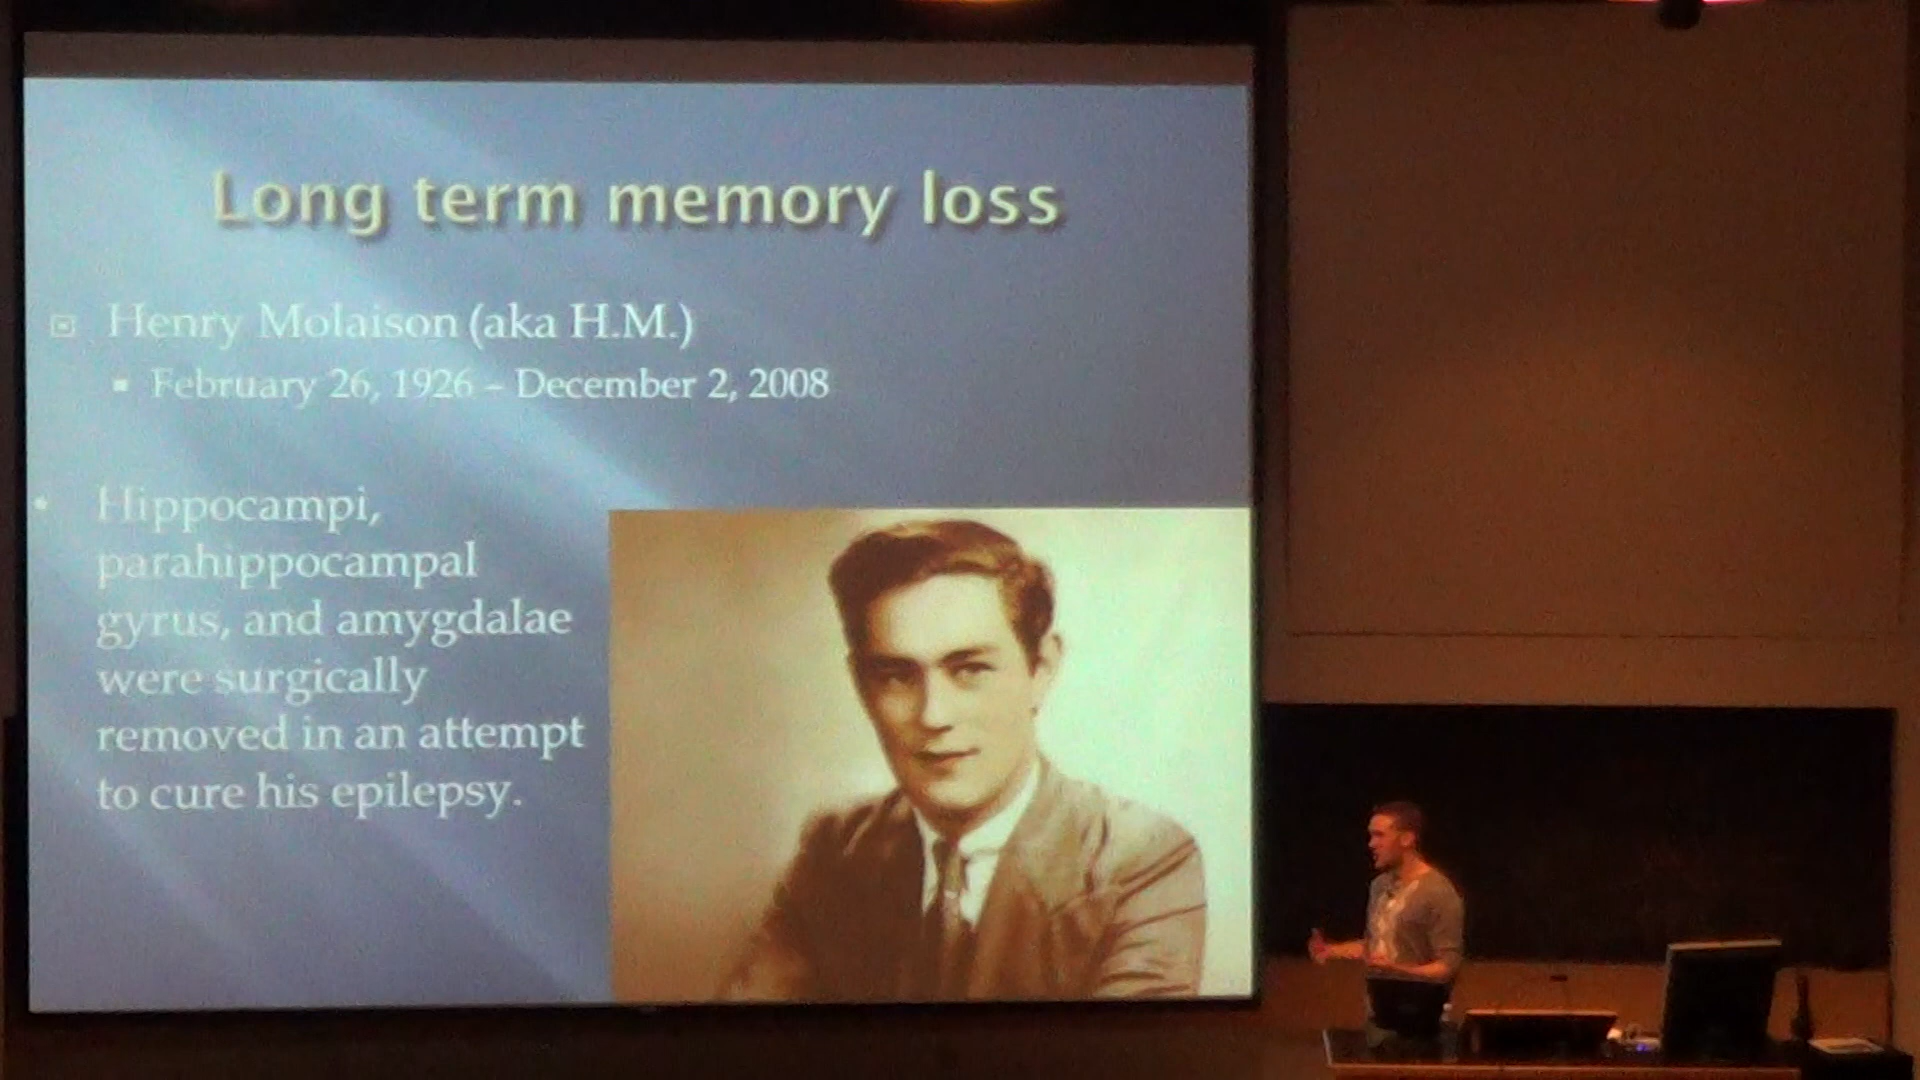 Long term memory loss
Henry Molaison (aka H.M.)
February 26, 1926 – December 2, 2008
Hippocampi,
parahippocampal
gyrus, and amygdalae
were surgically
removed in an attempt
to cure his epilepsy.